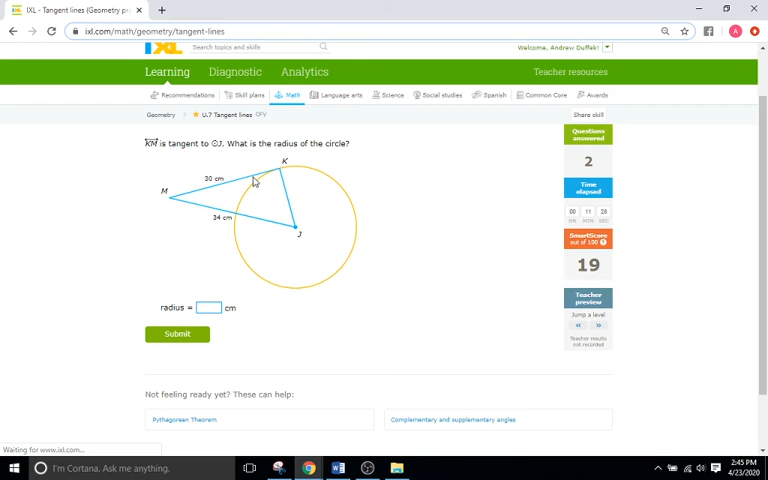 IXL - Tangent lines (Geometry pra
ixl.com/math/geometry/tangent-lines
A
IXL
Search topics and skills
Welcome, Andrew Duffek!
Learning
Diagnostic
Analytics
Teacher resources
Recommendations
Skill plans
Math
Language arts
Science
Social studies
Spanish
Common Core
Awards
Geometry
U.7 Tangent lines
Share skill
KM is tangent to ⊙J. What is the radius of the circle?
K
30 cm
M
34 cm
J
radius = cm
Submit
Questions answered
2
Time elapsed
00 11 28
HR MIN SEC
SmartScore
out of 100 ?
19
Teacher preview
Jump a level
Teacher results not recorded
Not feeling ready yet? These can help:
Pythagorean Theorem
Complementary and supplementary angles
Waiting for www.ixl.com...
I'm Cortana. Ask me anything.
2:45 PM
4/23/2020